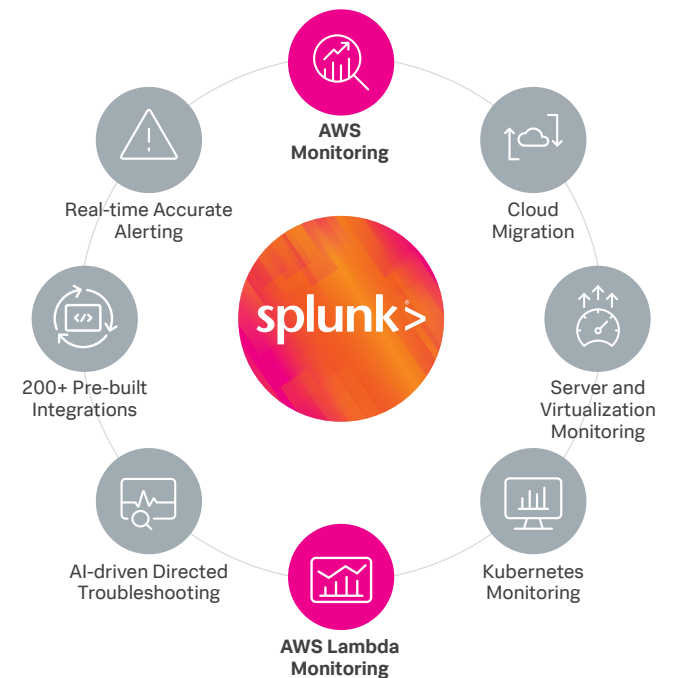 AWS
Monitoring
Cloud
Migration
Server and
Virtualization
Monitoring
Kubernetes
Monitoring
AWS Lambda
Monitoring
AI-driven Directed
Troubleshooting
200+ Pre-built
Integrations
Real-time Accurate
Alerting
splunk®>